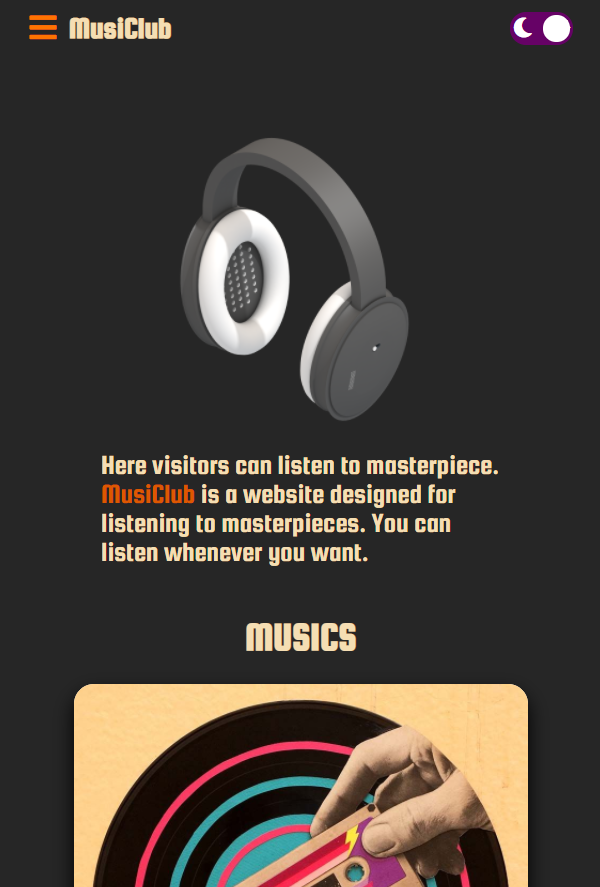 MusiClub
Here visitors can listen to masterpiece.
MusiClub is a website designed for
listening to masterpieces. You can
listen whenever you want.
MUSICS